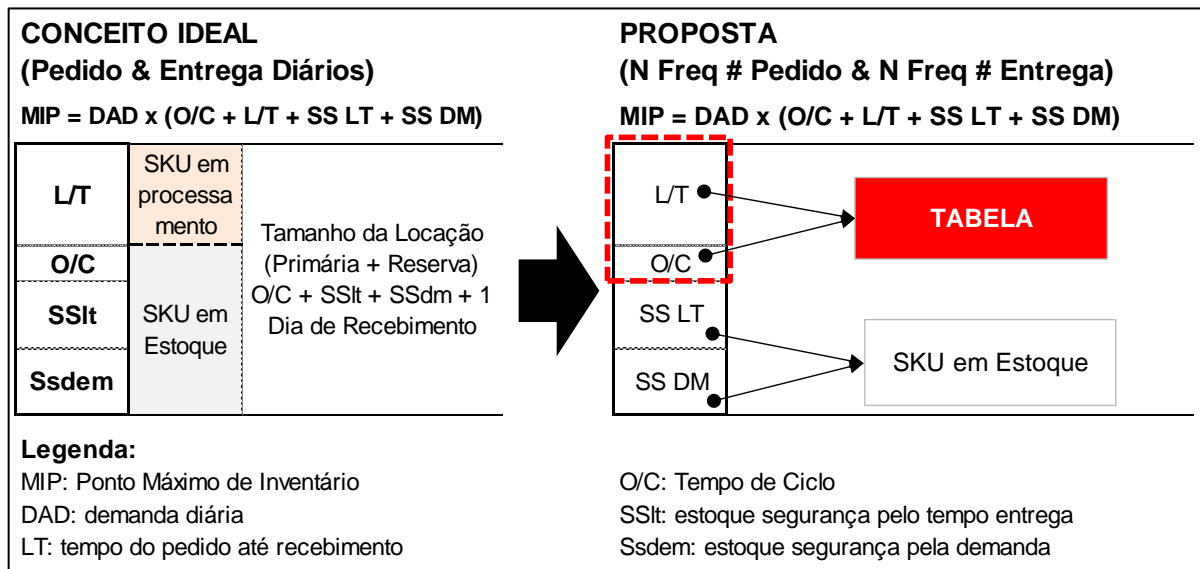 CONCEITO IDEAL
(Pedido & Entrega Diários)
MIP = DAD x (O/C + L/T + SS LT + SS DM)
L/T
SKU em
processa
mento
O/C
SSlt
Ssdem
SKU em
Estoque
Tamanho da Locação
(Primária + Reserva)
O/C + SSlt + SSdm + 1
Dia de Recebimento
PROPOSTA
(N Freq # Pedido & N Freq # Entrega)
MIP = DAD x (O/C + L/T + SS LT + SS DM)
L/T
O/C
SS LT
SS DM
TABELA
SKU em Estoque
Legenda:
MIP: Ponto Máximo de Inventário
DAD: demanda diária
LT: tempo do pedido até recebimento
O/C: Tempo de Ciclo
SSlt: estoque segurança pelo tempo entrega
Ssdem: estoque segurança pela demanda